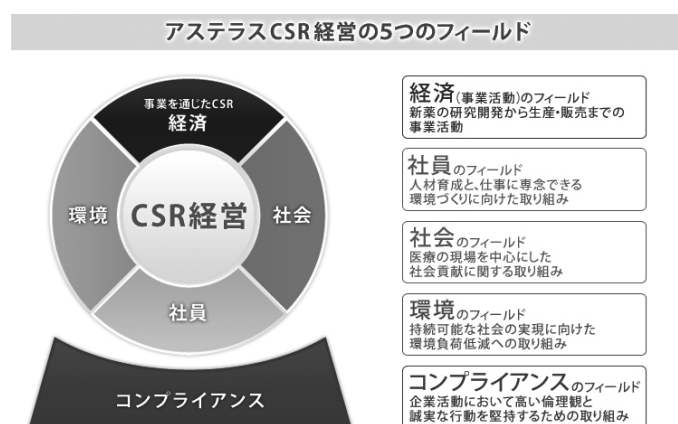 アステラスCSR経営の5つのフィールド
事業を通じたCSR
経済
環境
CSR経営
社会
社員
コンプライアンス
経済(事業活動)のフィールド
新薬の研究開発から生産・販売までの
事業活動
社員のフィールド
人材育成と、仕事に専念できる
環境づくりに向けた取り組み
社会のフィールド
医療の現場を中心にした
社会貢献に関する取り組み
環境のフィールド
持続可能な社会の実現に向けた
環境負荷低減への取り組み
コンプライアンスのフィールド
企業活動において高い倫理観と
誠実な行動を堅持するための取り組み